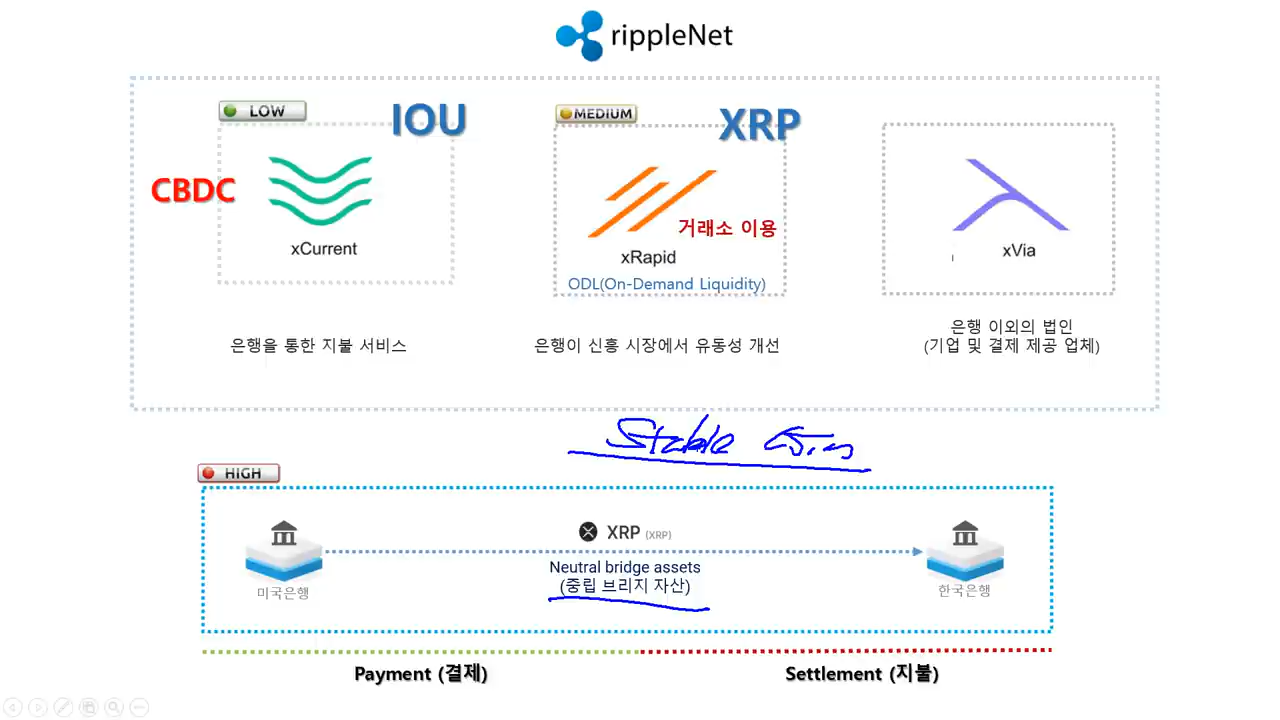 rippleNet
LOW
IOU
MEDIUM
XRP
CBDC
거래소 이용
xCurrent
xRapid
xVia
ODL(On-Demand Liquidity)
은행을 통한 지불 서비스
은행이 신흥 시장에서 유동성 개선
은행 이외의 법인
(기업 및 결제 제공 업체)
Stable Coin
HIGH
XRP (XRP)
Neutral bridge assets
(중립 브리지 자산)
미국은행
한국은행
Payment (결제)
Settlement (지불)